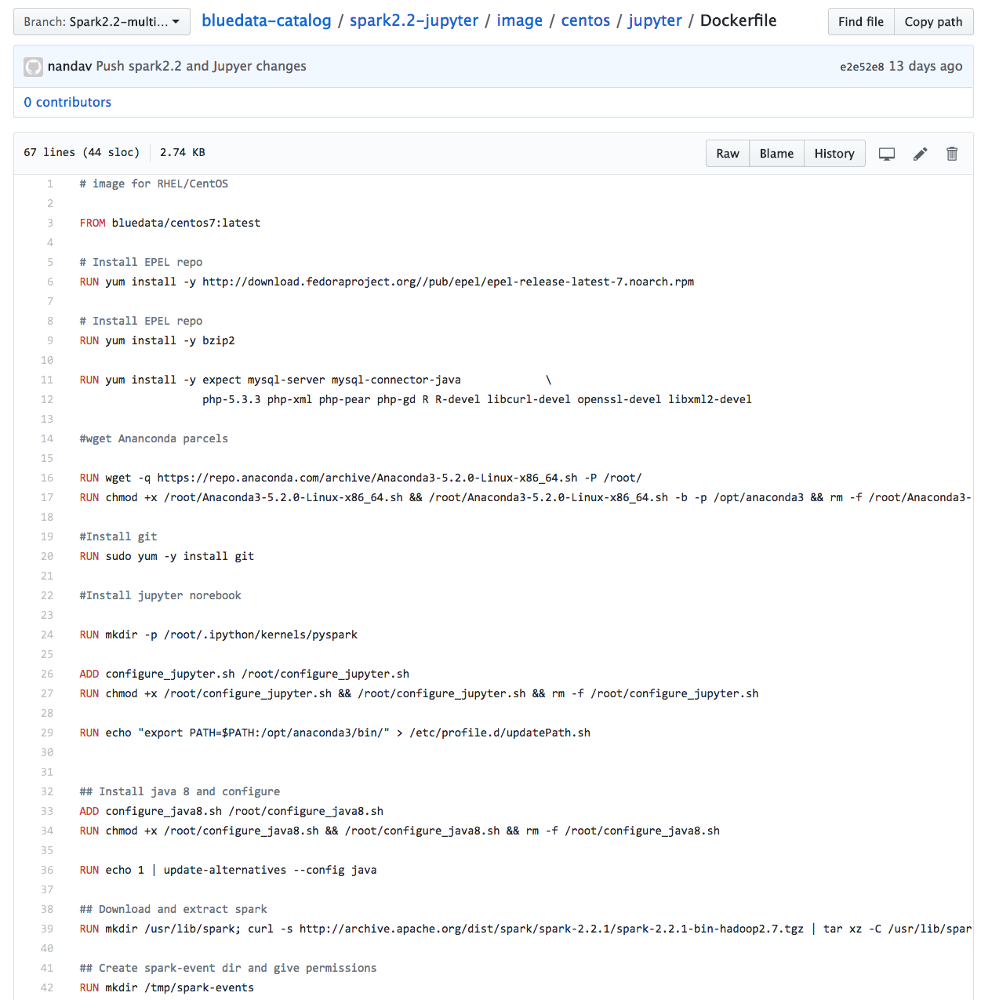 Branch: Spark2.2-multi... bluedata-catalog / spark2.2-jupyter / image / centos / jupyter / Dockerfile Find file Copy path
nandav Push spark2.2 and Jupyer changes e2e52e8 13 days ago
0 contributors
67 lines (44 sloc) 2.74 KB Raw Blame History
1 # image for RHEL/CentOS
2
3 FROM bluedata/centos7:latest
4
5 # Install EPEL repo
6 RUN yum install -y http://download.fedoraproject.org//pub/epel/epel-release-latest-7.noarch.rpm
7
8 # Install EPEL repo
9 RUN yum install -y bzip2
10
11 RUN yum install -y expect mysql-server mysql-connector-java \
12 php-5.3.3 php-xml php-pear php-gd R R-devel libcurl-devel openssl-devel libxml2-devel
13
14 #wget Ananconda parcels
15
16 RUN wget -q https://repo.anaconda.com/archive/Anaconda3-5.2.0-Linux-x86_64.sh -P /root/
17 RUN chmod +x /root/Anaconda3-5.2.0-Linux-x86_64.sh && /root/Anaconda3-5.2.0-Linux-x86_64.sh -b -p /opt/anaconda3 && rm -f /root/Anaconda3-
18
19 #Install git
20 RUN sudo yum -y install git
21
22 #Install jupyter norebook
23
24 RUN mkdir -p /root/.ipython/kernels/pyspark
25
26 ADD configure_jupyter.sh /root/configure_jupyter.sh
27 RUN chmod +x /root/configure_jupyter.sh && /root/configure_jupyter.sh && rm -f /root/configure_jupyter.sh
28
29 RUN echo "export PATH=$PATH:/opt/anaconda3/bin/" > /etc/profile.d/updatePath.sh
30
31
32 ## Install java 8 and configure
33 ADD configure_java8.sh /root/configure_java8.sh
34 RUN chmod +x /root/configure_java8.sh && /root/configure_java8.sh && rm -f /root/configure_java8.sh
35
36 RUN echo 1 | update-alternatives --config java
37
38 ## Download and extract spark
39 RUN mkdir /usr/lib/spark; curl -s http://archive.apache.org/dist/spark/spark-2.2.1/spark-2.2.1-bin-hadoop2.7.tgz | tar xz -C /usr/lib/spar
40
41 ## Create spark-event dir and give permissions
42 RUN mkdir /tmp/spark-events